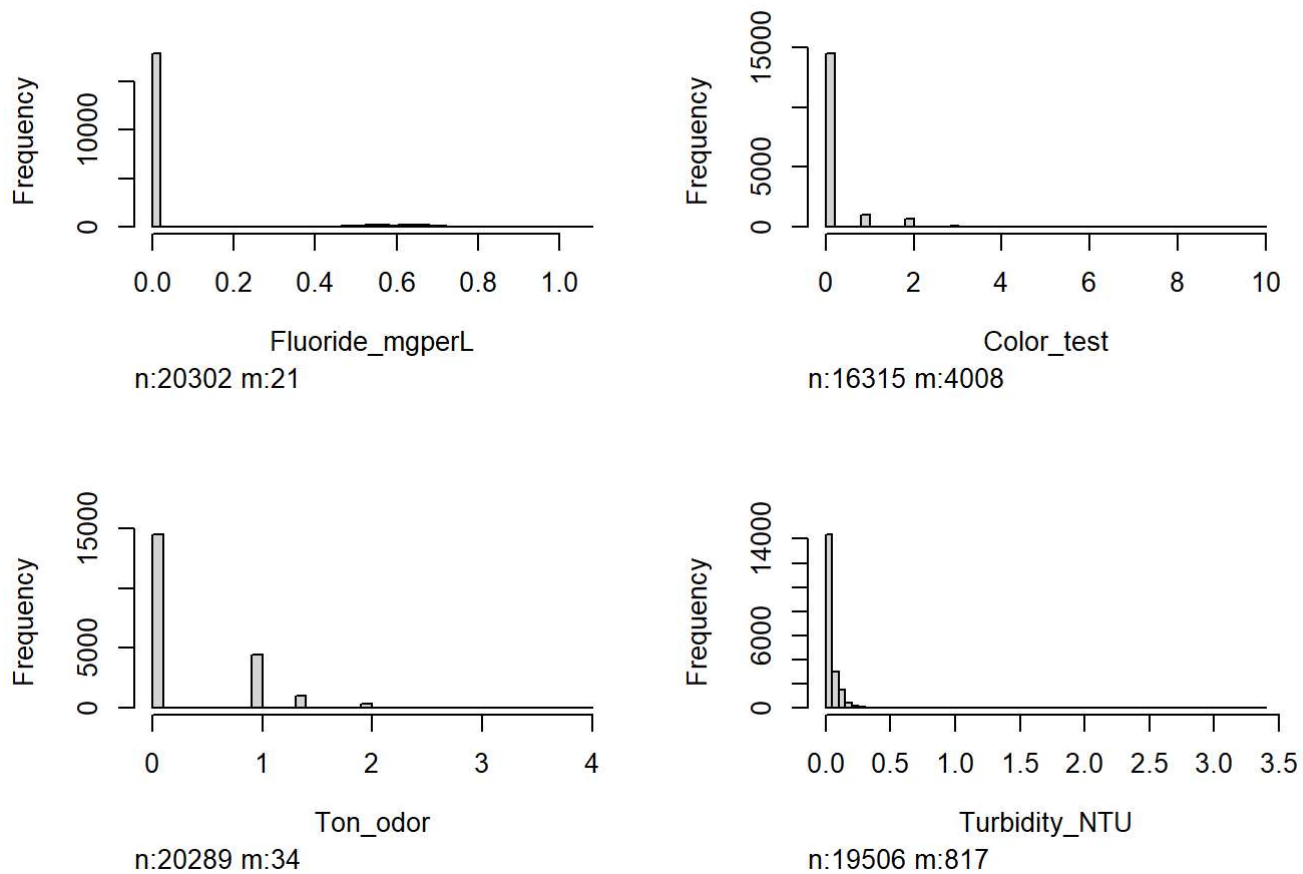 Frequency
0
10000
0.0 0.2 0.4 0.6 0.8 1.0
Fluoride_mgperL
n:20302 m:21
Frequency
0
5000
15000
0 2 4 6 8 10
Color_test
n:16315 m:4008
Frequency
0
5000
15000
0 1 2 3 4
Ton_odor
n:20289 m:34
Frequency
0
6000
14000
0.0 0.5 1.0 1.5 2.0 2.5 3.0 3.5
Turbidity_NTU
n:19506 m:817